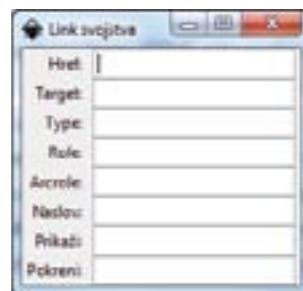 Link svojstva
Href:
Target:
Type:
Role:
Arcrole:
Naslov:
Prikaži:
Pokreni: